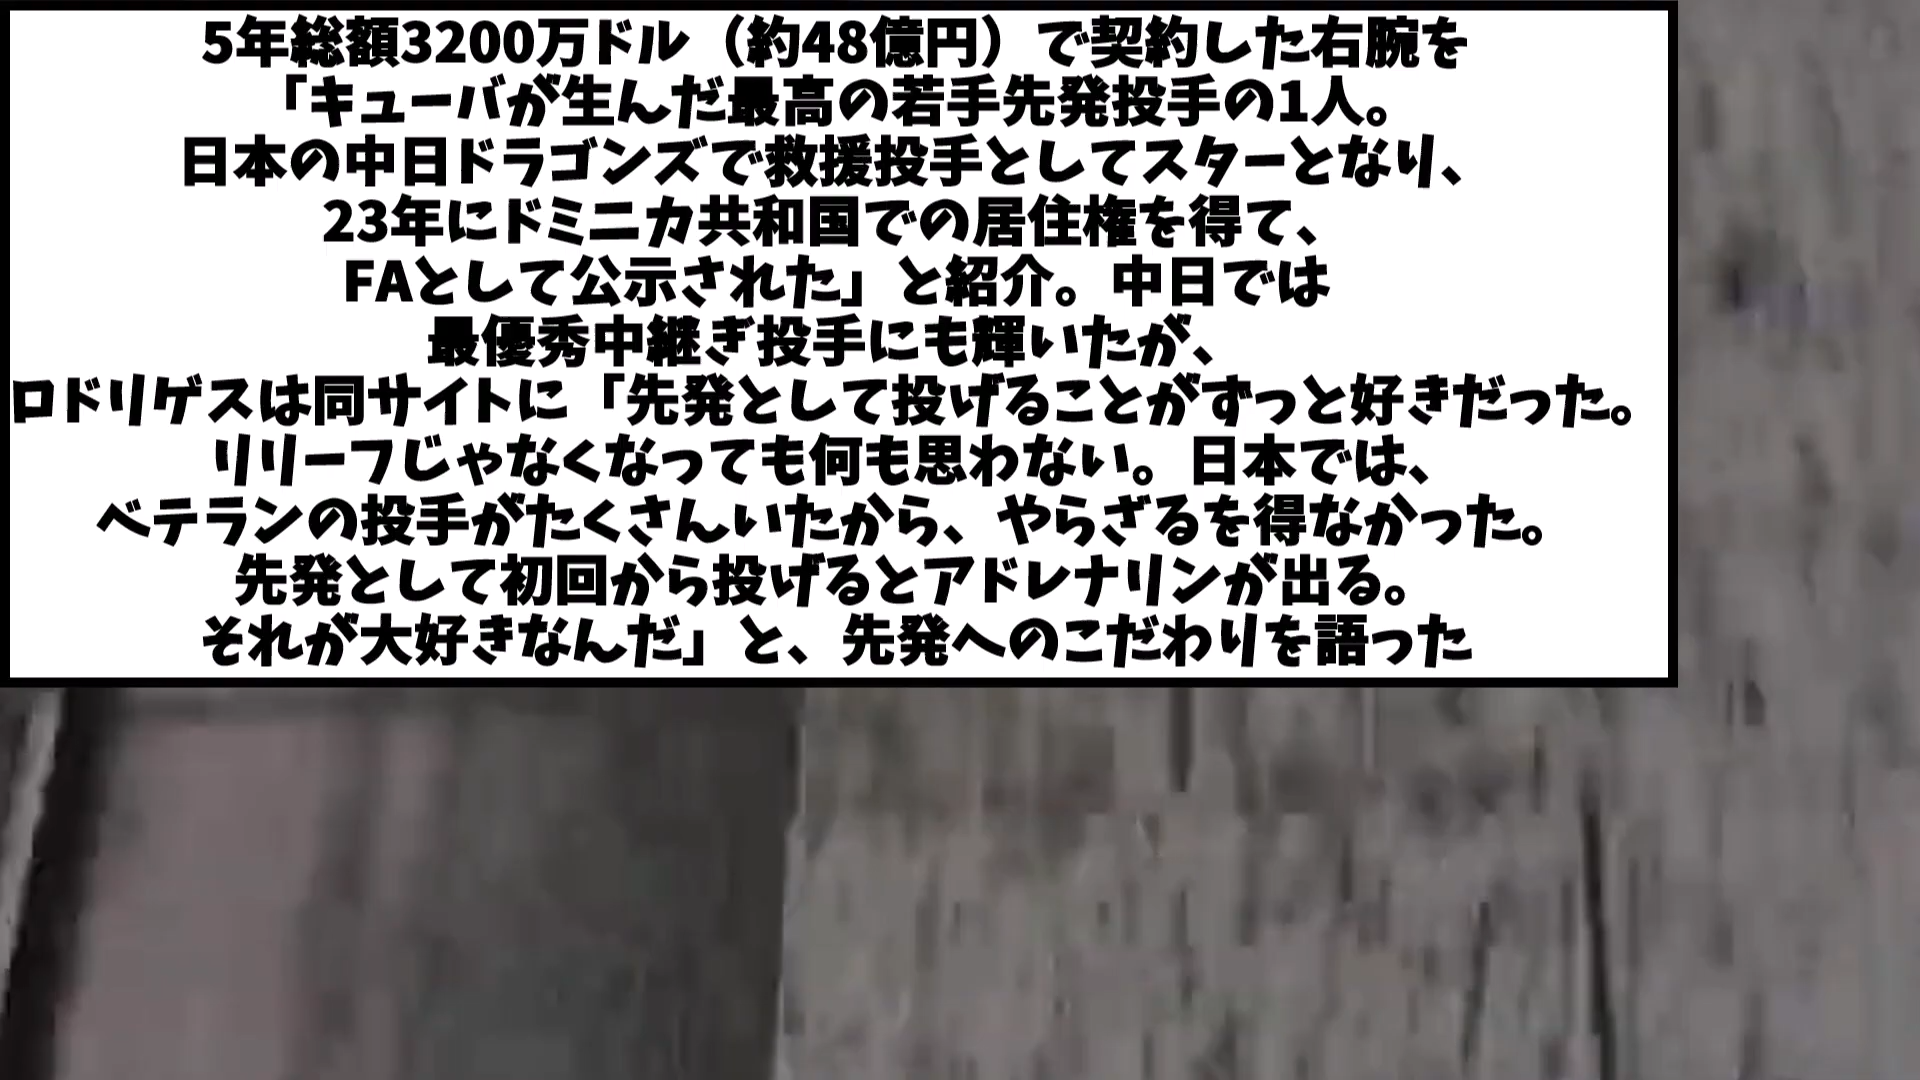 5年総額3200万ドル（約48億円）で契約した右腕を
「キューバが生んだ最高の若手先発投手の1人。
日本の中日ドラゴンズで救援投手としてスターとなり、
23年にドミニカ共和国での居住権を得て、
FAとして公示された」と紹介。中日では
最優秀中継ぎ投手にも輝いたが、
ロドリゲスは同サイトに「先発として投げることがずっと好きだった。
リリーフじゃなくなっても何も思わない。日本では、
ベテランの投手がたくさんいたから、やらざるを得なかった。
先発として初回から投げるとアドレナリンが出る。
それが大好きなんだ」と、先発へのこだわりを語った